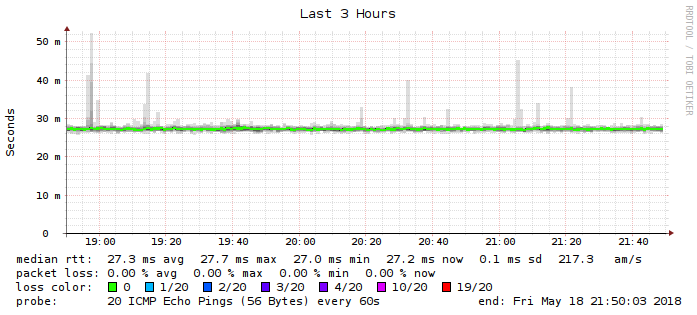 Last 3 Hours
RRDTOOL / TOBI OETIKER
Seconds
50 m
40 m
30 m
20 m
10 m
0
19:00 19:20 19:40 20:00 20:20 20:40 21:00 21:20 21:40
median rtt: 27.3 ms avg 27.7 ms max 27.0 ms min 27.2 ms now 0.1 ms sd 217.3 am/s
packet loss: 0.00 % avg 0.00 % max 0.00 % min 0.00 % now
loss color: 0 1/20 2/20 3/20 4/20 10/20 19/20
probe: 20 ICMP Echo Pings (56 Bytes) every 60s end: Fri May 18 21:50:03 2018